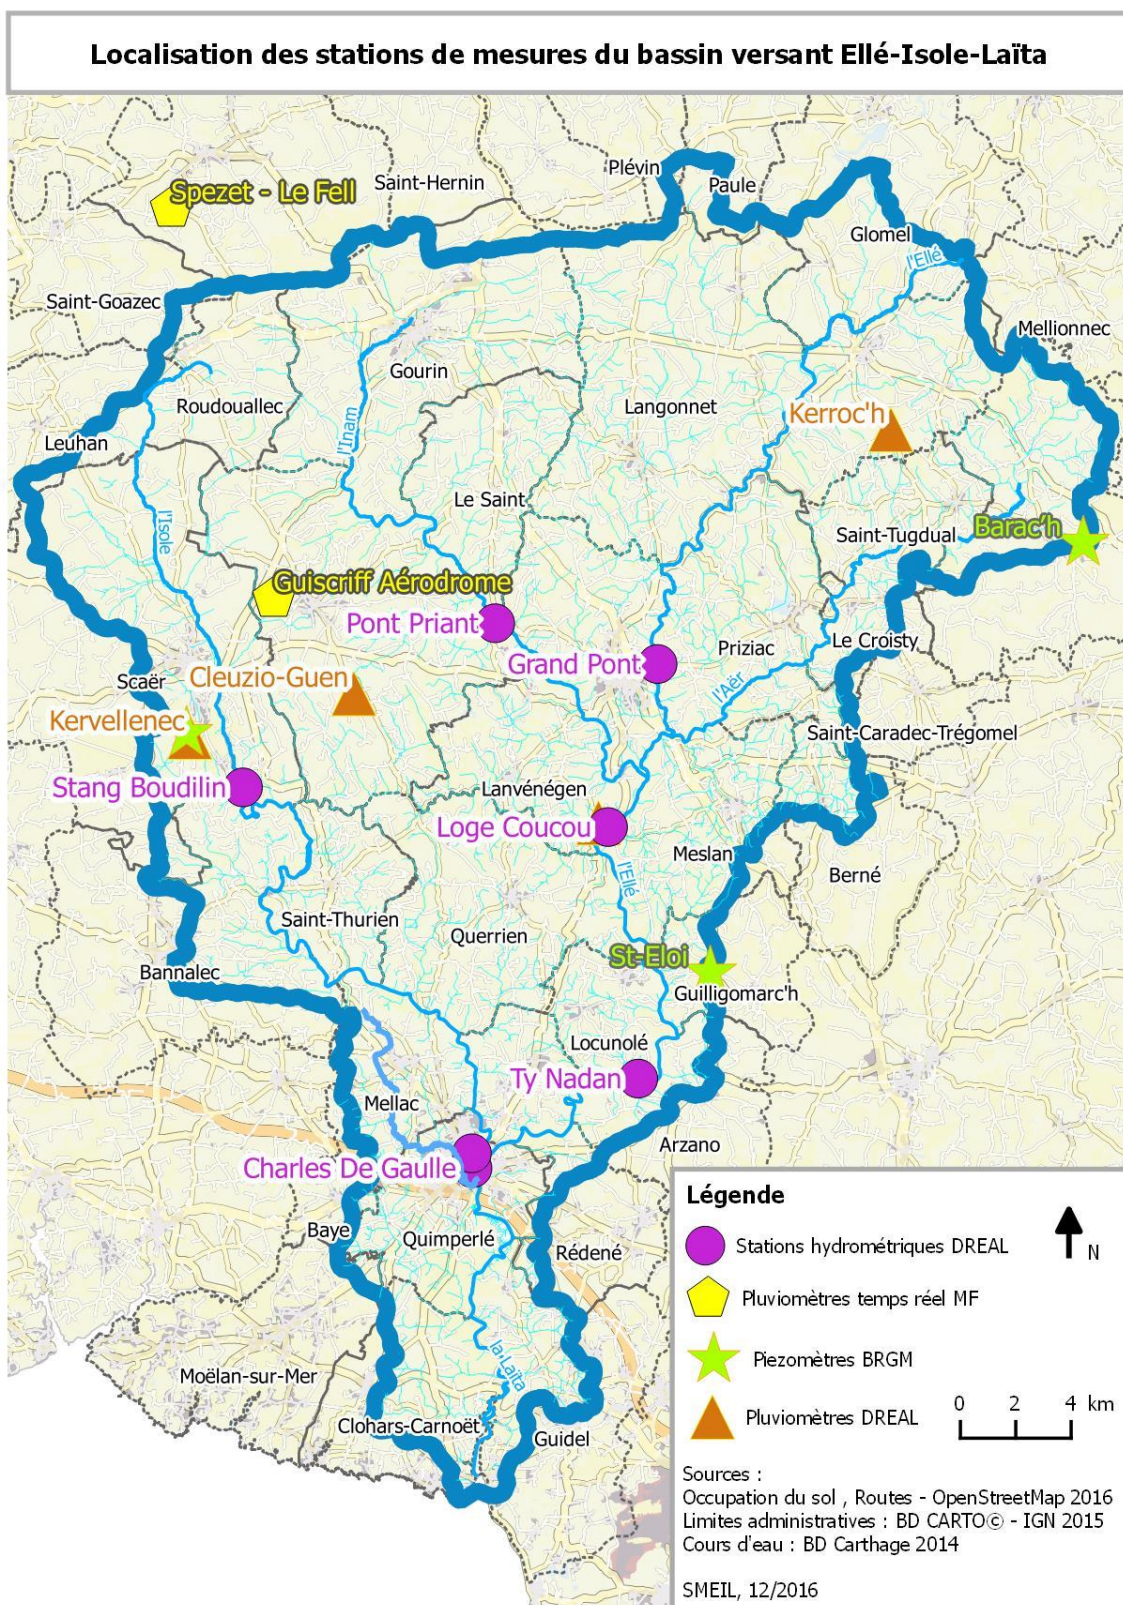 Localisation des stations de mesures du bassin versant Ellé-Isole-Laïta
Plévin
Saint-Hernin
Paule
Spezet - Le Fell
Glomel
l'Ellé
Saint-Goazec
Mellionnec
Gourin
Roudouallec
Langonnet
Kerroc'h
l'Inam
Leuhan
Le Saint
l'Isole
Saint-Tugdual
Barac'h
Guiscriff Aérodrome
Pont Priant
Le Croisty
Priziac
Grand Pont
Cleuzio-Guen
Scaër
l'Aër
Kervellenec
Saint-Caradec-Trégomel
Stang Boudilin
Lanvénégen
Loge Coucou
Meslan
l'Ellé
Berné
Saint-Thurien
Querrien
St-Eloi
Bannalec
Guilligomarc'h
Locunolé
Ty Nadan
Mellac
Arzano
Charles De Gaulle
Baye
Quimperlé
Rédené
la Laïta
Moëlan-sur-Mer
Clohars-Carnoët
Guidel
Légende
Stations hydrométriques DREAL
N
Pluviomètres temps réel MF
Piezomètres BRGM
Pluviomètres DREAL
0 2 4 km
Sources :
Occupation du sol , Routes - OpenStreetMap 2016
Limites administratives : BD CARTO© - IGN 2015
Cours d'eau : BD Carthage 2014
SMEIL, 12/2016